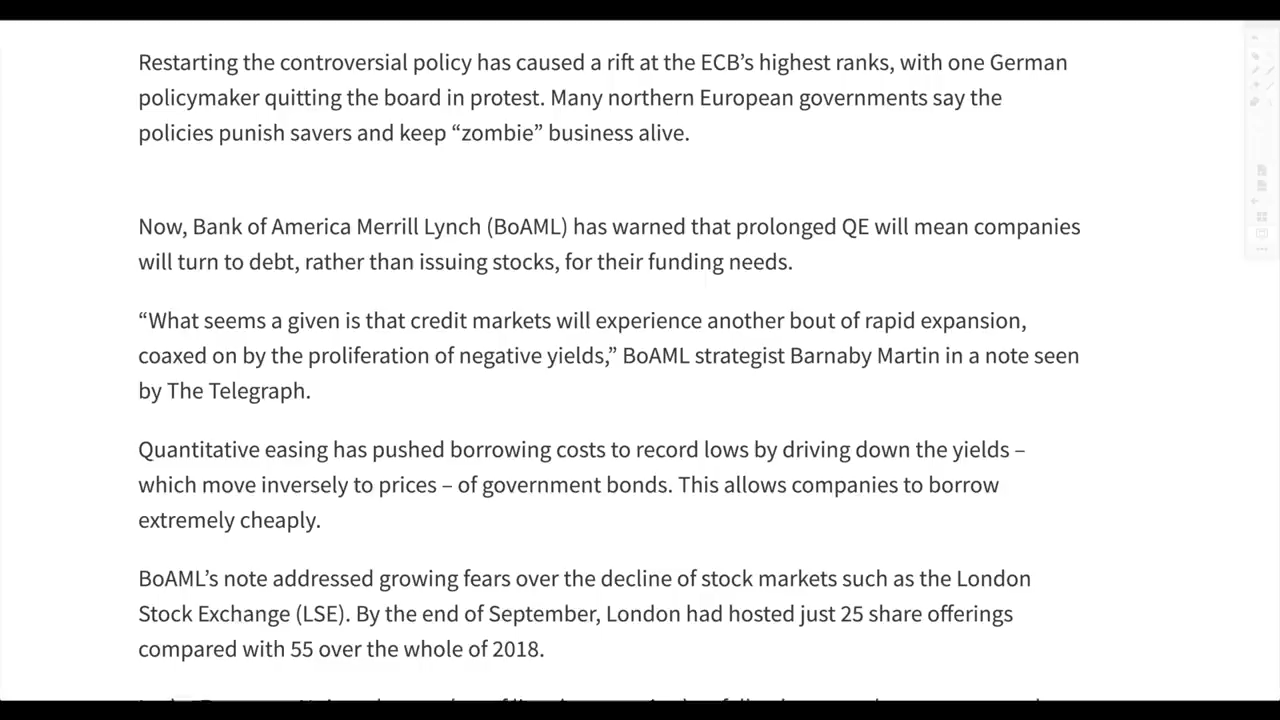 Restarting the controversial policy has caused a rift at the ECB’s highest ranks, with one German
policymaker quitting the board in protest. Many northern European governments say the
policies punish savers and keep “zombie” business alive.
Now, Bank of America Merrill Lynch (BoAML) has warned that prolonged QE will mean companies
will turn to debt, rather than issuing stocks, for their funding needs.
“What seems a given is that credit markets will experience another bout of rapid expansion,
coaxed on by the proliferation of negative yields,” BoAML strategist Barnaby Martin in a note seen
by The Telegraph.
Quantitative easing has pushed borrowing costs to record lows by driving down the yields –
which move inversely to prices – of government bonds. This allows companies to borrow
extremely cheaply.
BoAML’s note addressed growing fears over the decline of stock markets such as the London
Stock Exchange (LSE). By the end of September, London had hosted just 25 share offerings
compared with 55 over the whole of 2018.